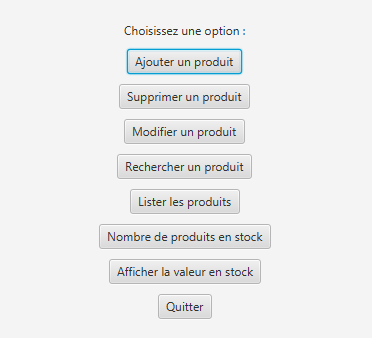 Choisissez une option :
Ajouter un produit
Supprimer un produit
Modifier un produit
Rechercher un produit
Lister les produits
Nombre de produits en stock
Afficher la valeur en stock
Quitter